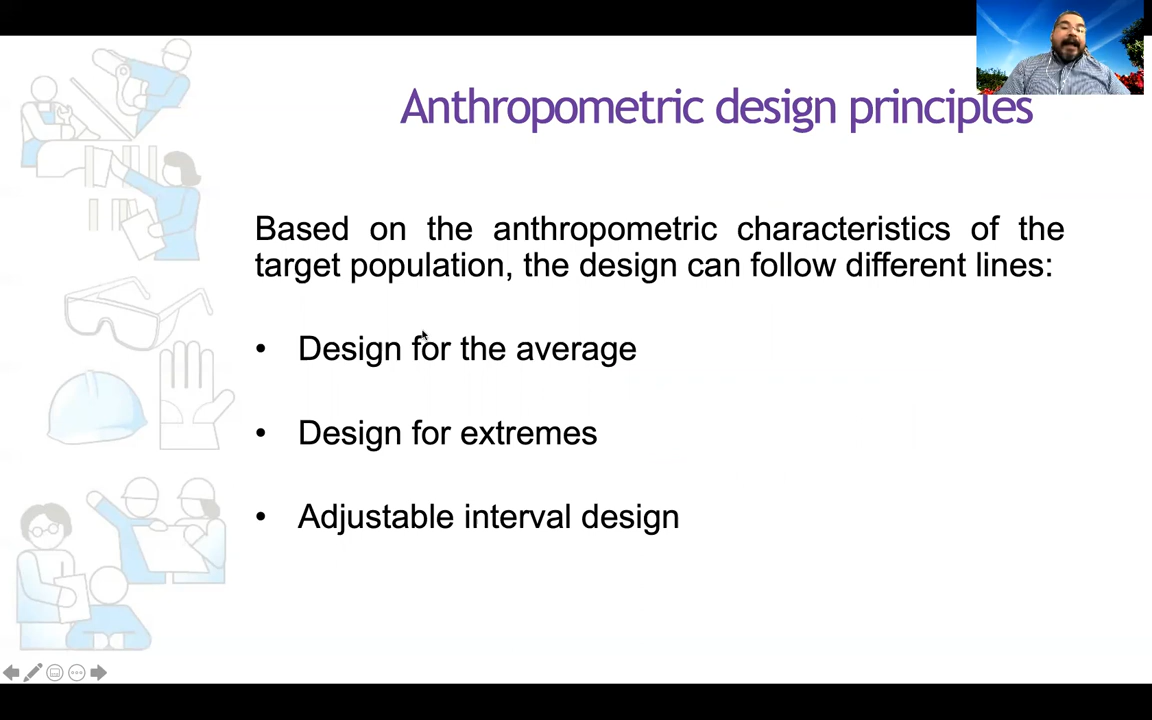 Anthropometric design principles
Based on the anthropometric characteristics of the
target population, the design can follow different lines:
• Design for the average
• Design for extremes
• Adjustable interval design